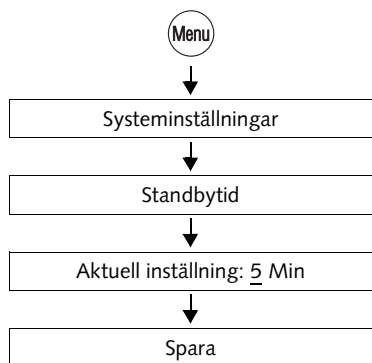 Menu
Systeminställningar
Standbytid
Aktuell inställning: 5 Min
Spara